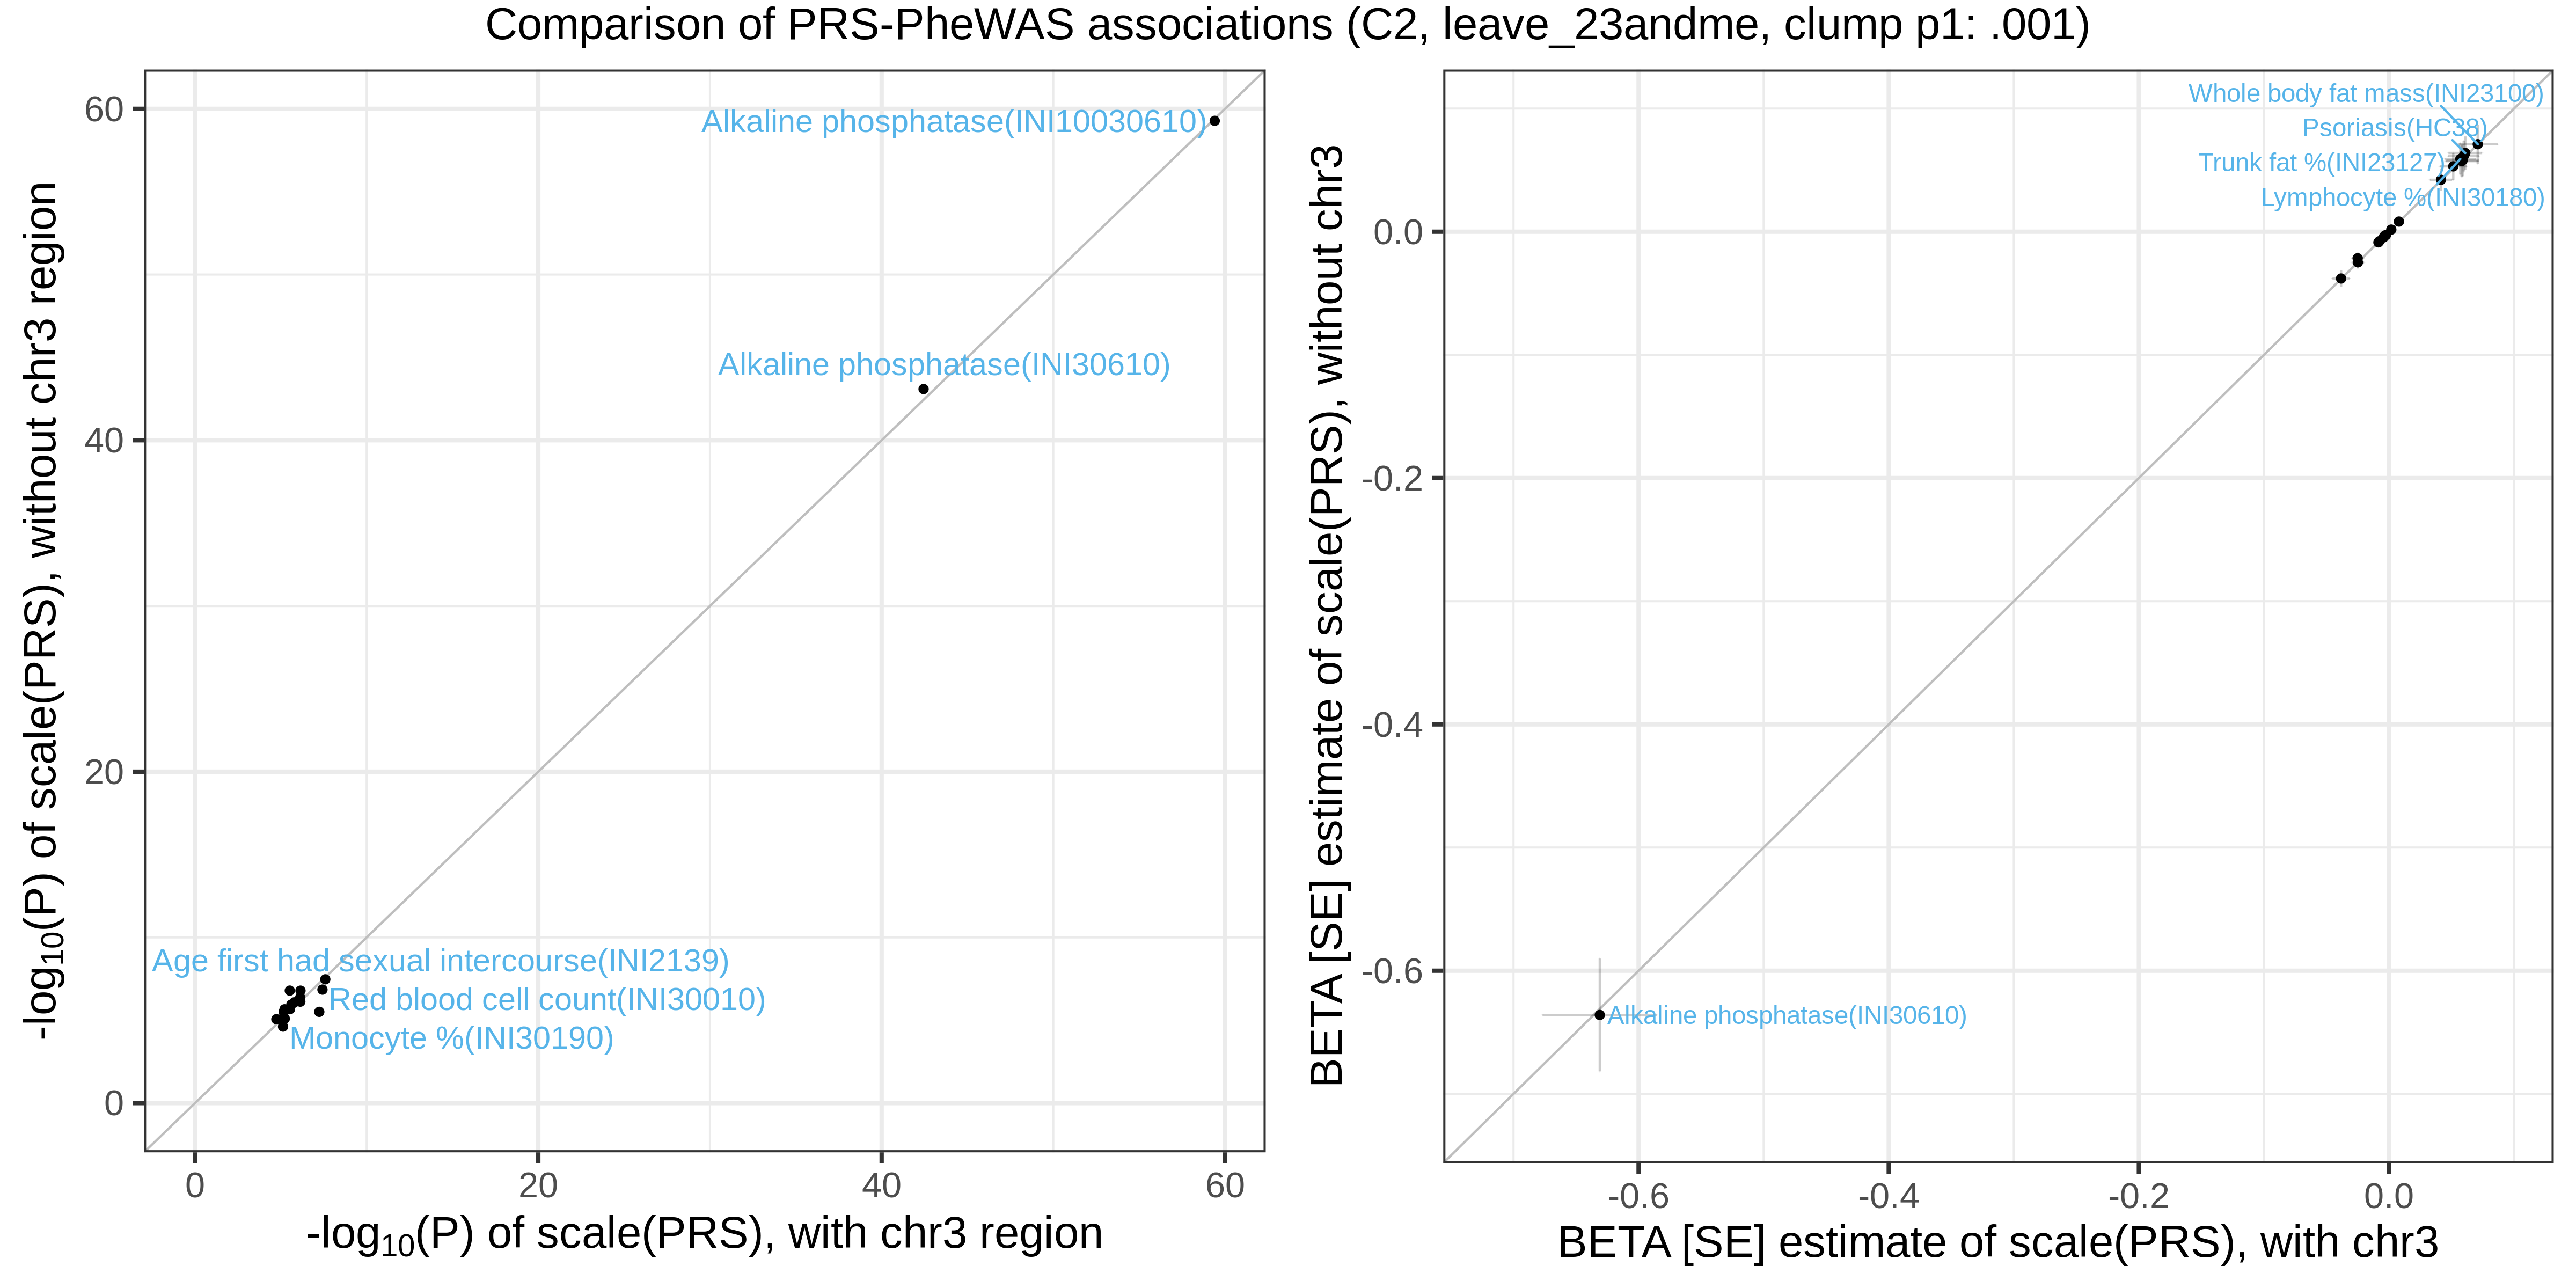 Comparison of PRS-PheWAS associations (C2, leave_23andme, clump p1: .001)
-log10(P) of scale(PRS), without chr3 region
60
40
20
0
Alkaline phosphatase(INI10030610)
Alkaline phosphatase(INI30610)
Age first had sexual intercourse(INI2139)
Red blood cell count(INI30010)
Monocyte %(INI30190)
0
20
40
60
-log10(P) of scale(PRS), with chr3 region
BETA [SE] estimate of scale(PRS), without chr3
0.0
-0.2
-0.4
-0.6
Whole body fat mass(INI23100)
Psoriasis(HC38)
Trunk fat %(INI23127)
Lymphocyte %(INI30180)
Alkaline phosphatase(INI30610)
-0.6
-0.4
-0.2
0.0
BETA [SE] estimate of scale(PRS), with chr3